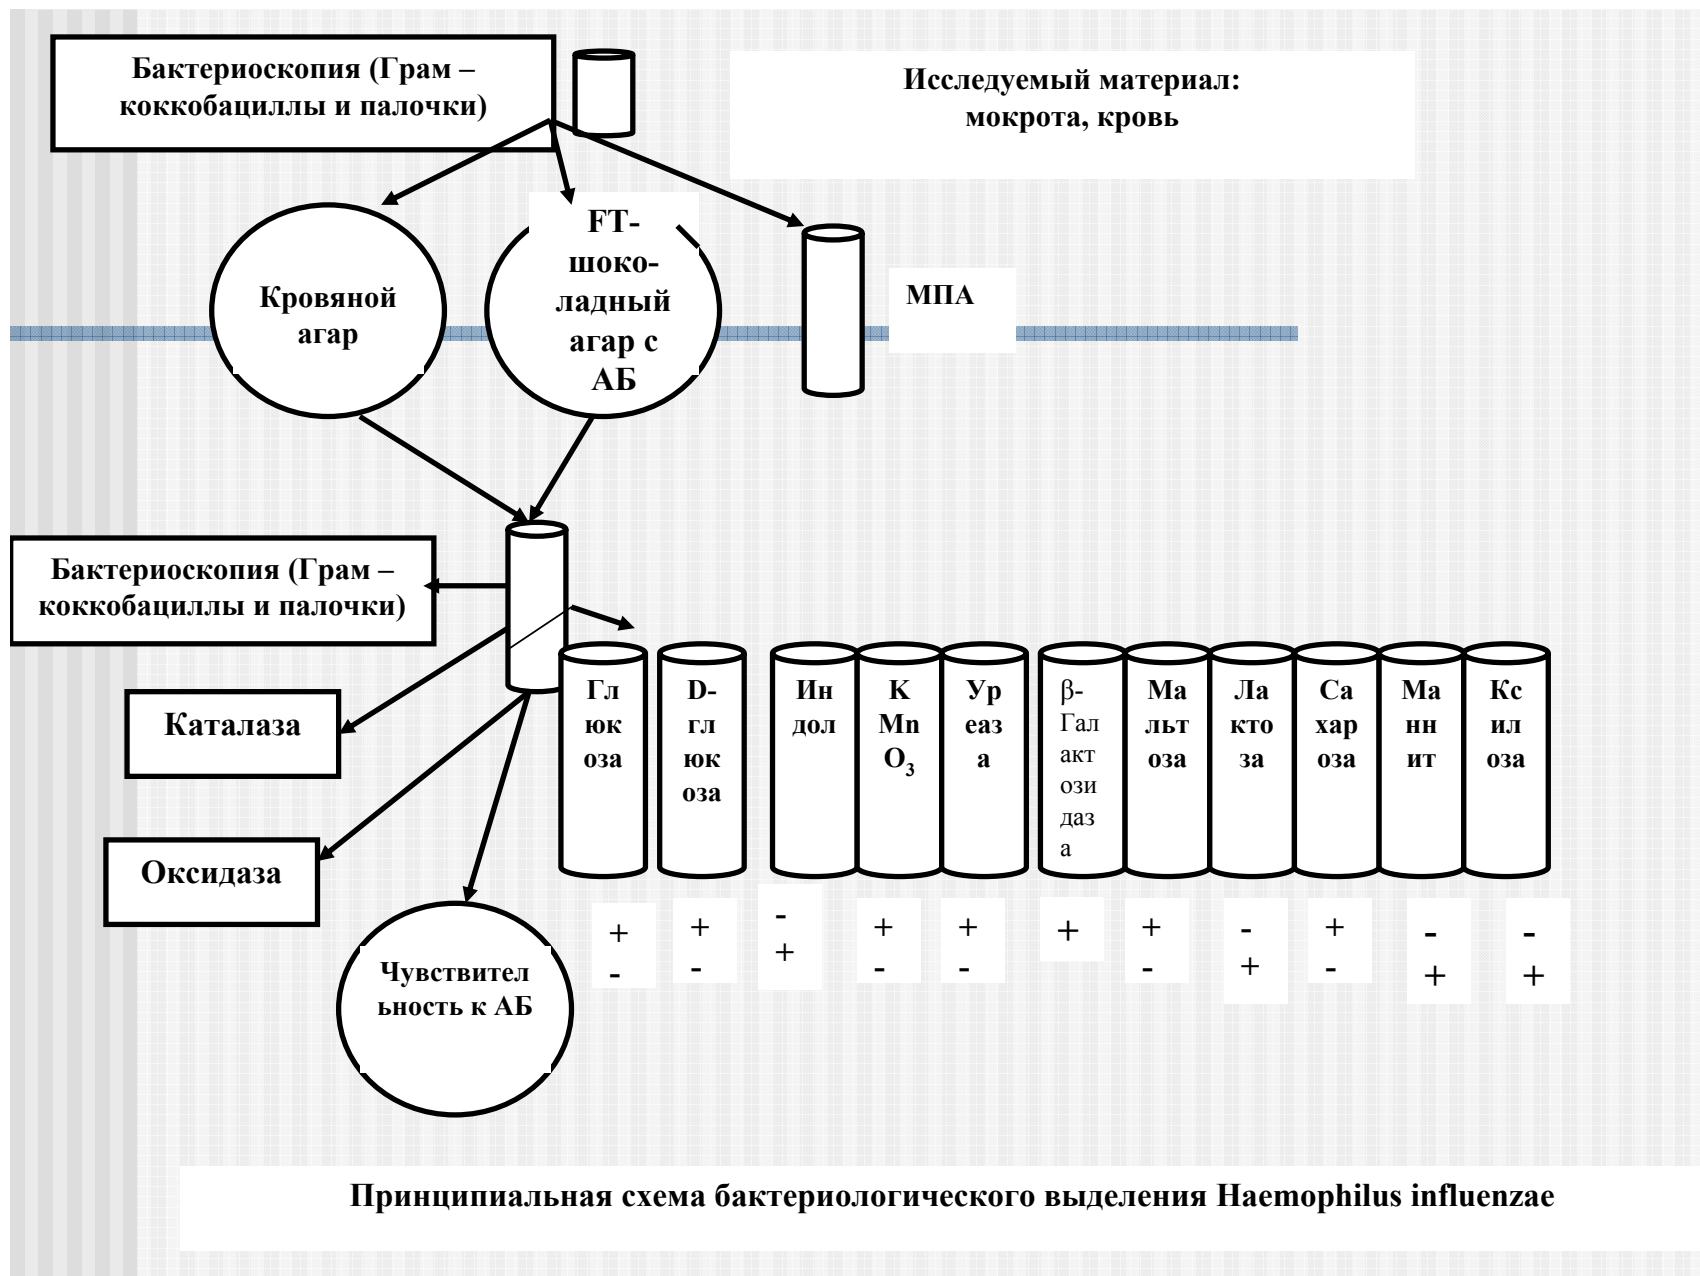 Бактериоскопия (Грам –
коккобациллы и палочки)
Исследуемый материал:
мокрота, кровь
Кровяной
агар
FT-
шоко-
ладный
агар с
АБ
МПА
Бактериоскопия (Грам –
коккобациллы и палочки)
Каталаза
Оксидаза
Чувствител
ьность к АБ
Гл
юк
оза
D-
гл
юк
оза
Ин
дол
K
Mn
O3
Ур
еаз
а
β-
Гал
акт
ози
даз
а
Ма
льт
оза
Ла
кто
за
Са
хар
оза
Ма
нн
ит
Кс
ил
оза
+
-
+
-
-
+
+
-
+
-
+
+
-
-
+
+
-
-
+
-
+
Принципиальная схема бактериологического выделения Haemophilus influenzae